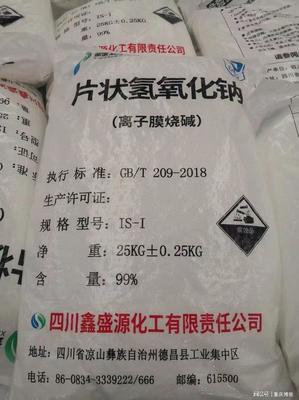 源化工有限责任公司
片状氢氧化钠
(离子膜烧碱)
执行 标准: GB/T 209-2018
生产许可证:
规格 型号: IS-I
净 重: 25KG±0.25KG
含 量: 99%
腐蚀品
四川鑫盛源化工有限责任公司
地址: 四川省凉山彝族自治州德昌县工业集中区
电话: 86-0834-3339222/666 邮编: 615500